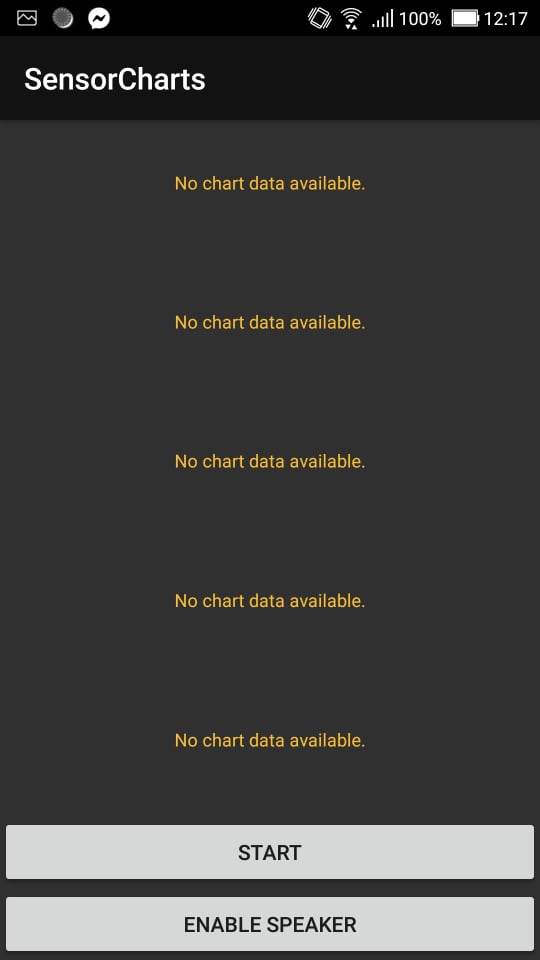 100% 12:17
SensorCharts
No chart data available.
No chart data available.
No chart data available.
No chart data available.
No chart data available.
START
ENABLE SPEAKER